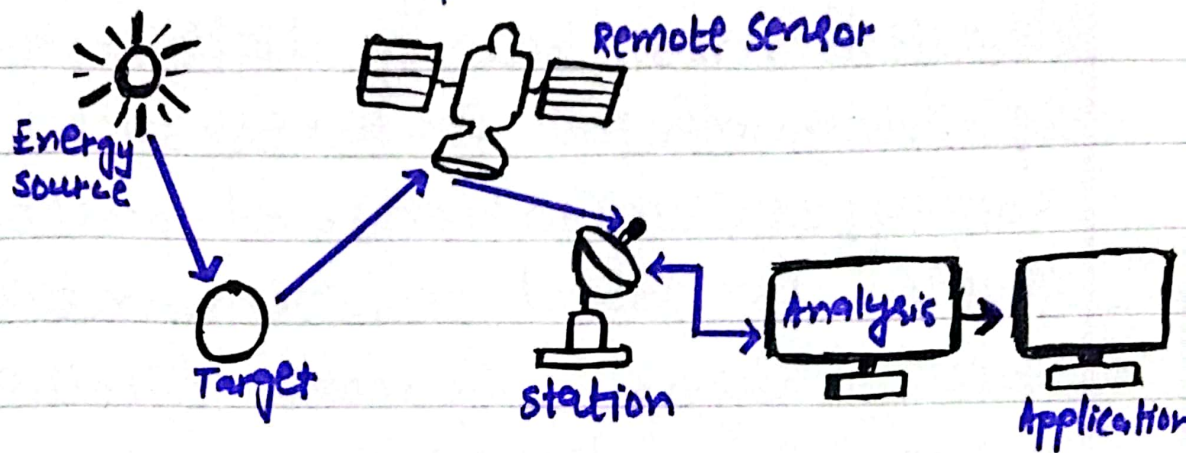 Remote Sensor
Energy
Source
Target
Station
Analysis
Application